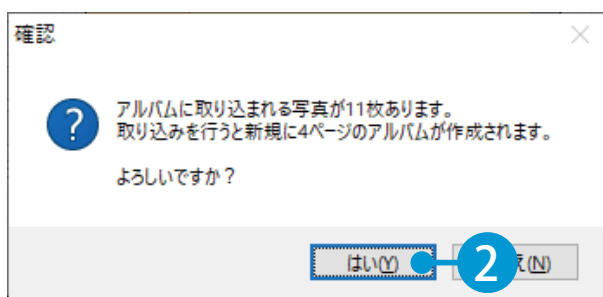 確認
アルバムに取り込まれる写真が11枚あります。
取り込みを行うと新規に4ページのアルバムが作成されます。
よろしいですか？
はい(Y)
2
え(N)